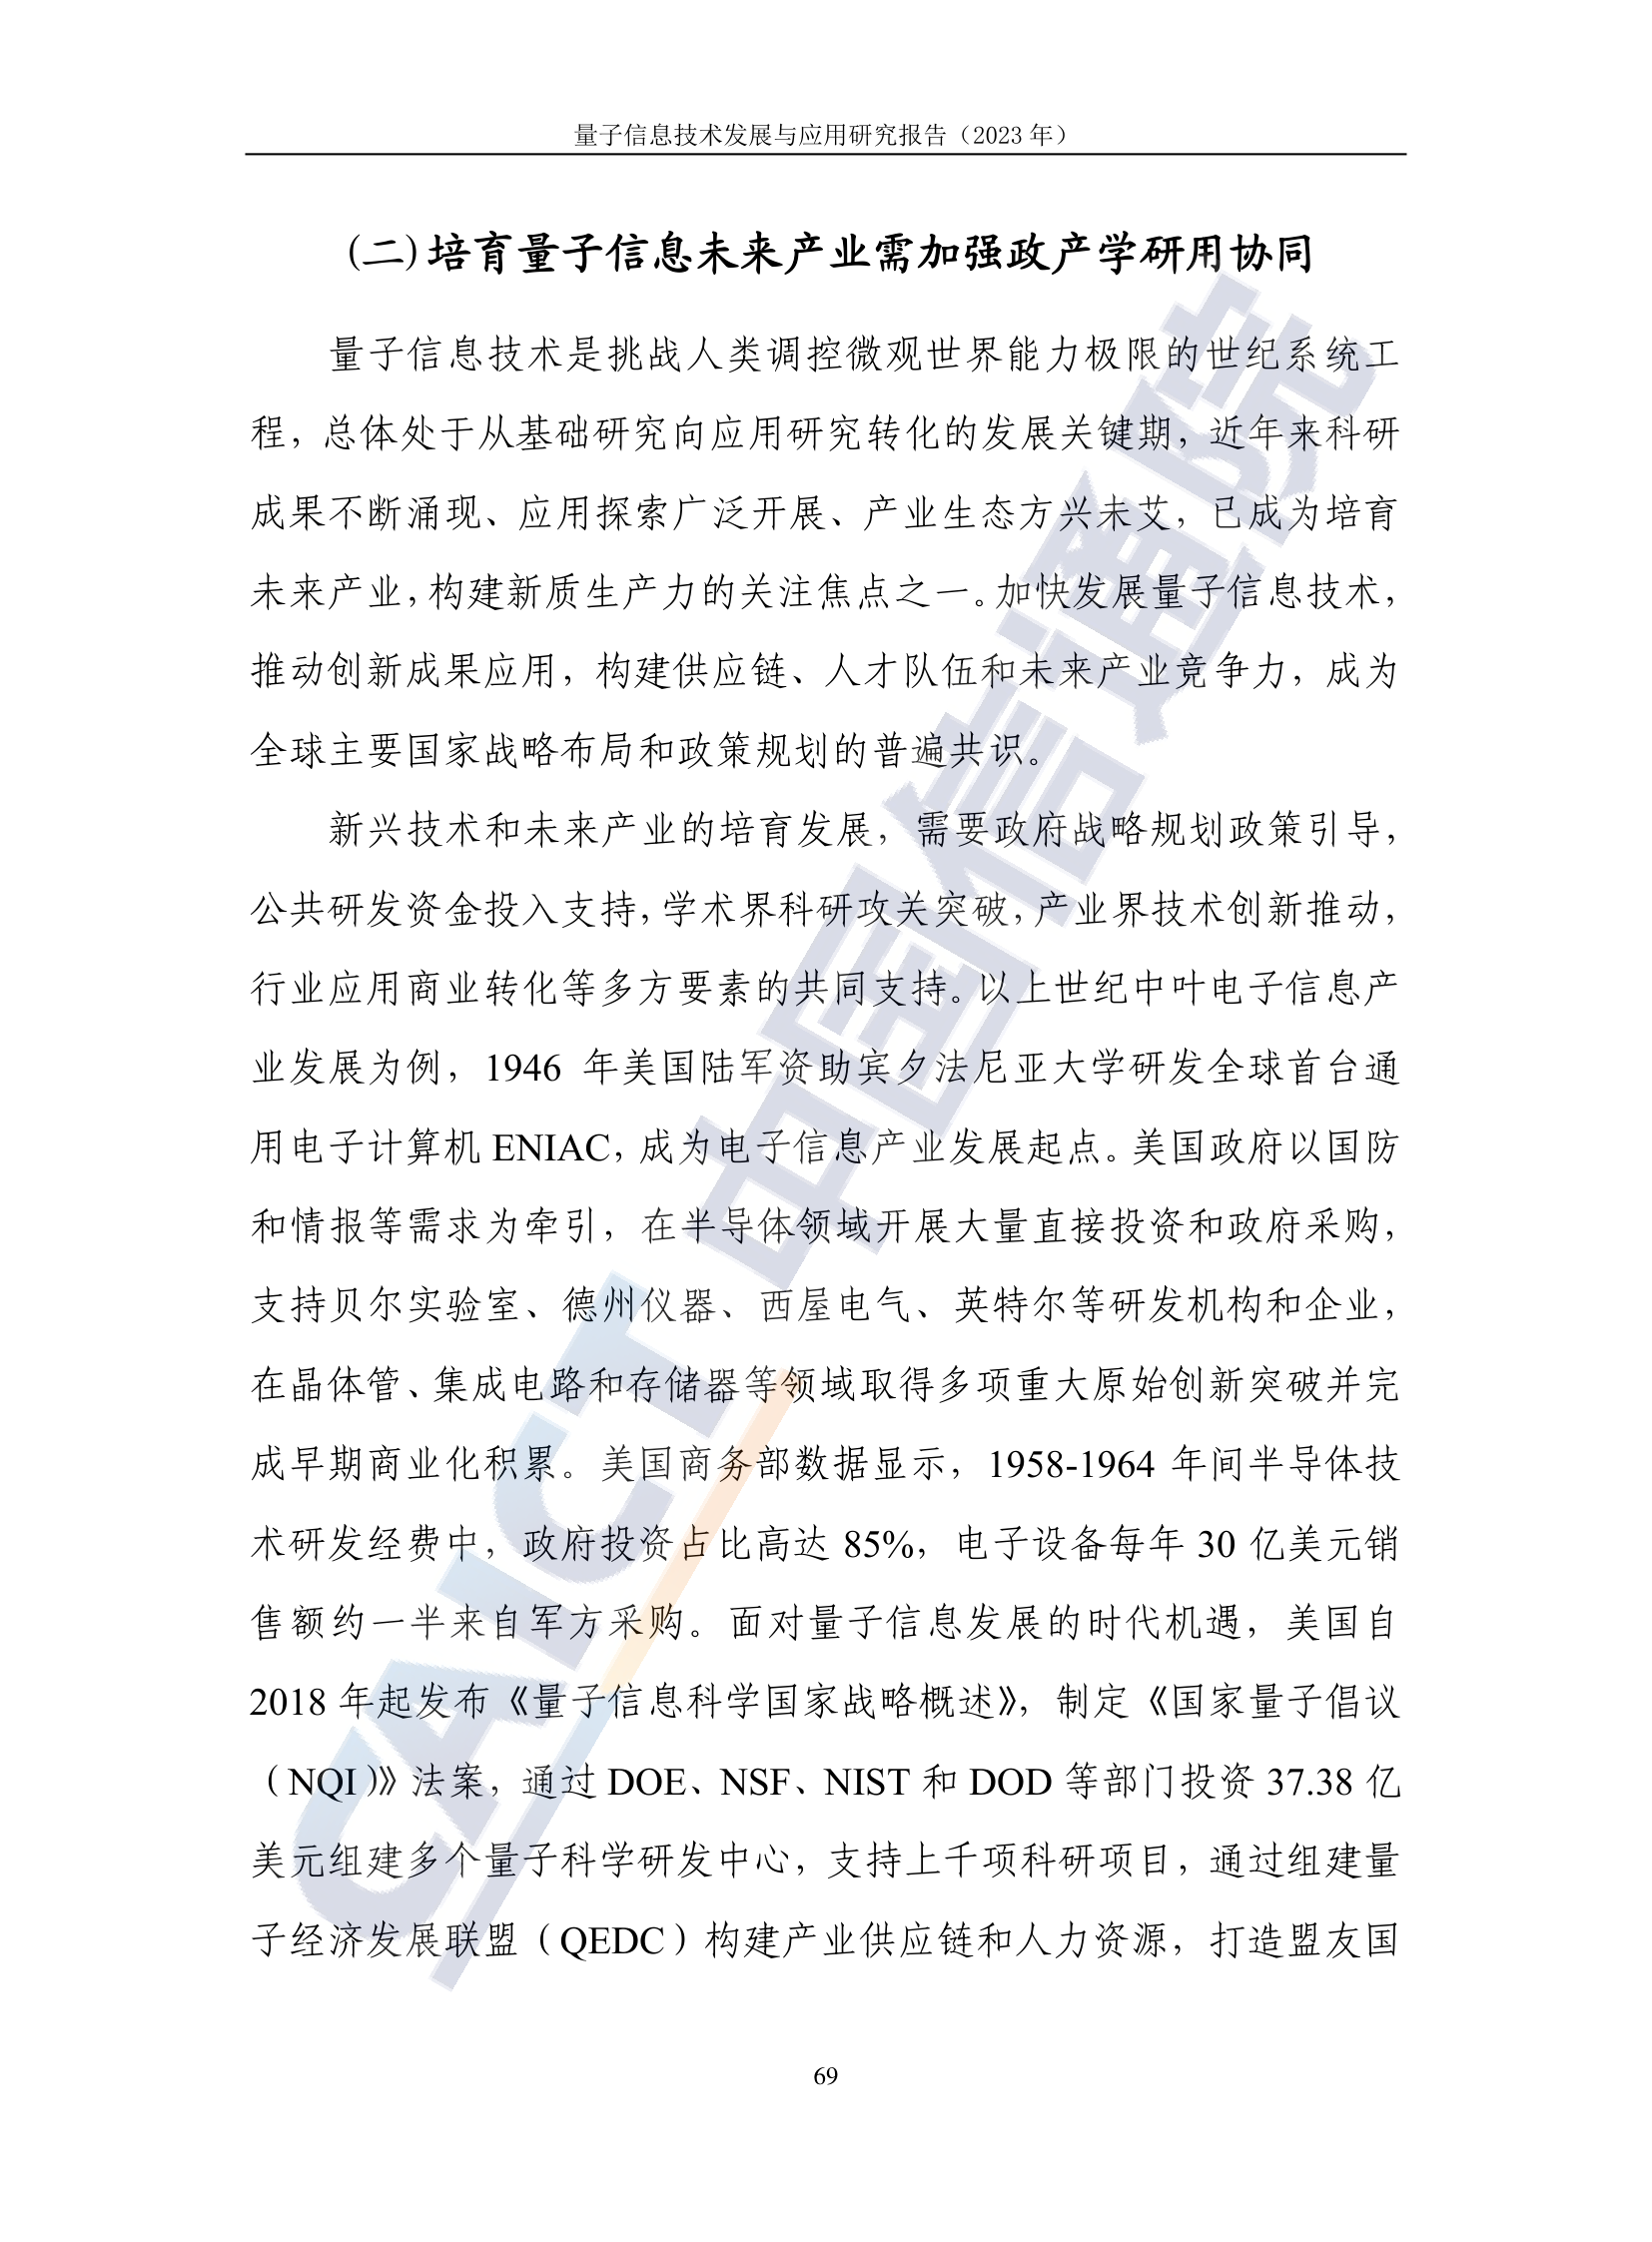 量子信息技术发展与应用研究报告（2023 年）
(二)培育量子信息未来产业需加强政产学研用协同
量子信息技术是挑战人类调控微观世界能力极限的世纪系统工
程，总体处于从基础研究向应用研究转化的发展关键期，近年来科研
成果不断涌现、应用探索广泛开展、产业生态方兴未艾，已成为培育
未来产业，构建新质生产力的关注焦点之一。加快发展量子信息技术，
推动创新成果应用，构建供应链、人才队伍和未来产业竞争力，成为
全球主要国家战略布局和政策规划的普遍共识。
新兴技术和未来产业的培育发展，需要政府战略规划政策引导，
公共研发资金投入支持，学术界科研攻关突破，产业界技术创新推动，
行业应用商业转化等多方要素的共同支持。以上世纪中叶电子信息产
业发展为例，1946 年美国陆军资助宾夕法尼亚大学研发全球首台通
用电子计算机 ENIAC，成为电子信息产业发展起点。美国政府以国防
和情报等需求为牵引，在半导体领域开展大量直接投资和政府采购，
支持贝尔实验室、德州仪器、西屋电气、英特尔等研发机构和企业，
在晶体管、集成电路和存储器等领域取得多项重大原始创新突破并完
成早期商业化积累。美国商务部数据显示，1958-1964 年间半导体技
术研发经费中，政府投资占比高达 85%，电子设备每年 30 亿美元销
售额约一半来自军方采购。面对量子信息发展的时代机遇，美国自
2018 年起发布《量子信息科学国家战略概述》，制定《国家量子倡议
（NQI）》法案，通过 DOE、NSF、NIST 和 DOD 等部门投资 37.38 亿
美元组建多个量子科学研发中心，支持上千项科研项目，通过组建量
子经济发展联盟（QEDC）构建产业供应链和人力资源，打造盟友国
69
CAICT 中国信通院